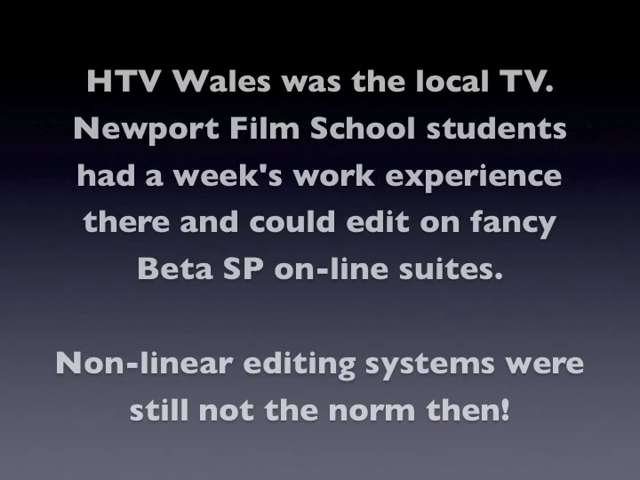 HTV Wales was the local TV.
Newport Film School students
had a week's work experience
there and could edit on fancy
Beta SP on-line suites.
Non-linear editing systems were
still not the norm then!